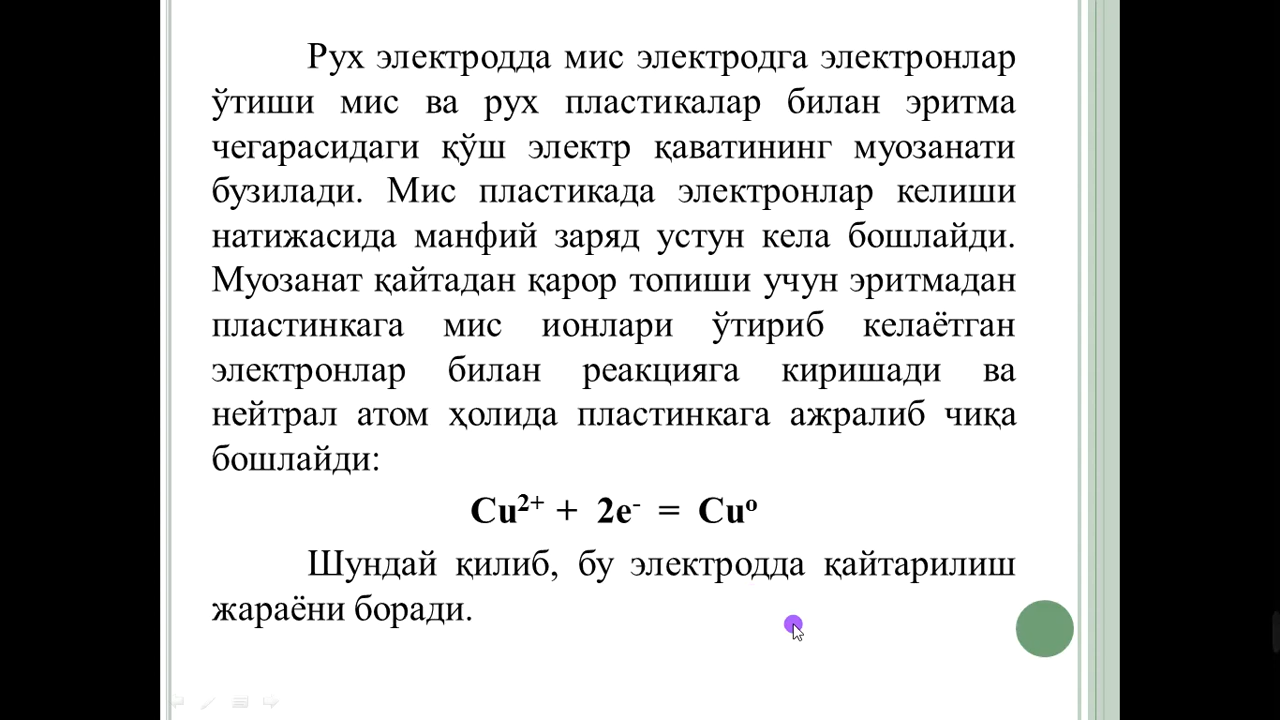 Рух электродда мис электродга электронлар
ўтиши мис ва рух пластикалар билан эритма
чегарасидаги қўш электр қаватининг муозанати
бузилади. Мис пластикада электронлар келиши
натижасида манфий заряд устун кела бошлайди.
Муозанат қайтадан қарор топиши учун эритмадан
пластинкага мис ионлари ўтириб келаётган
электронлар билан реакцияга киришади ва
нейтрал атом ҳолида пластинкага ажралиб чиқа
бошлайди:
Cu²⁺ + 2e⁻ = Cuᵒ
Шундай қилиб, бу электродда қайтарилиш
жараёни боради.